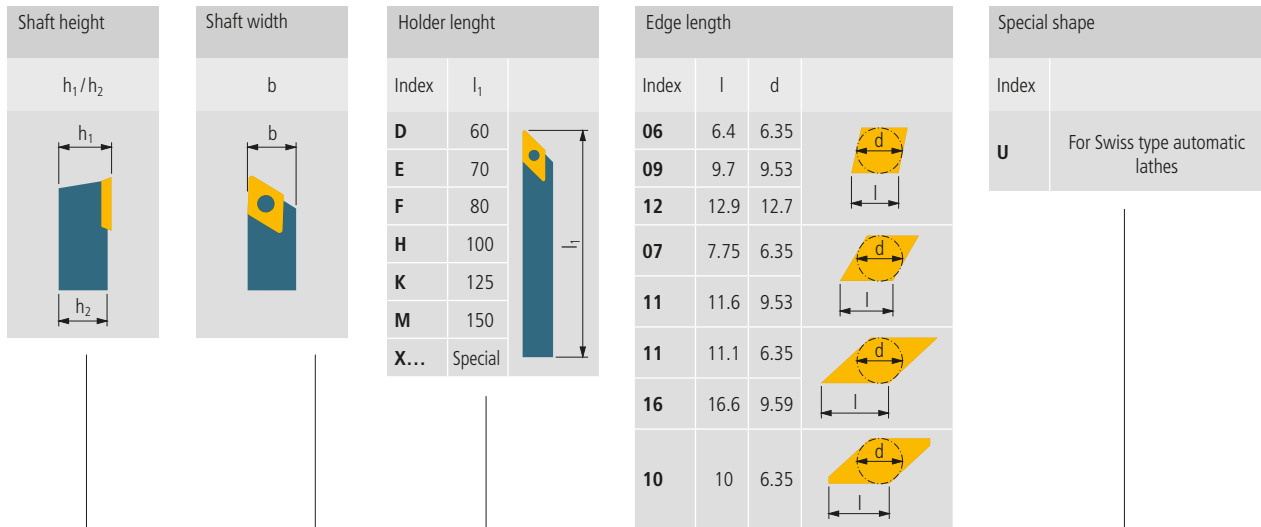 Shaft height
h₁ / h₂
h₁
h₂
Shaft width
b
b
Holder lenght
Index l₁
D 60
E 70
F 80
H 100
K 125
M 150
X... Special
l₁
Edge length
Index l d
06 6.4 6.35
09 9.7 9.53
12 12.9 12.7
d
l
07 7.75 6.35
11 11.6 9.53
d
l
11 11.1 6.35
16 16.6 9.59
d
l
10 10 6.35
d
l
Special shape
Index
U For Swiss type automatic
lathes